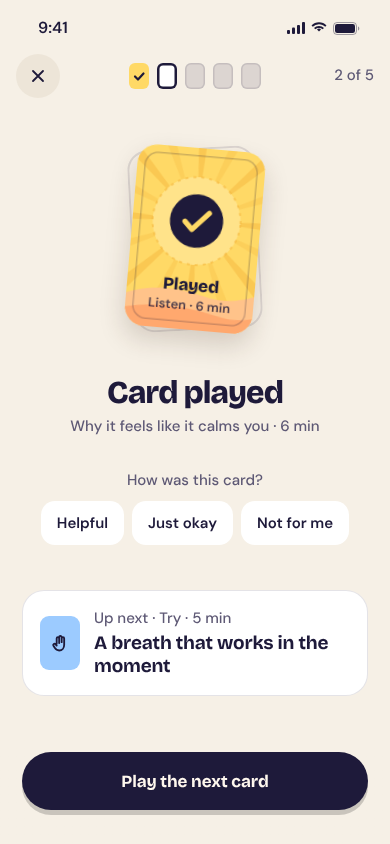 9:41
2 of 5
Played
Listen · 6 min
Card played
Why it feels like it calms you · 6 min
How was this card?
Helpful
Just okay
Not for me
Up next · Try · 5 min
A breath that works in the
moment
Play the next card